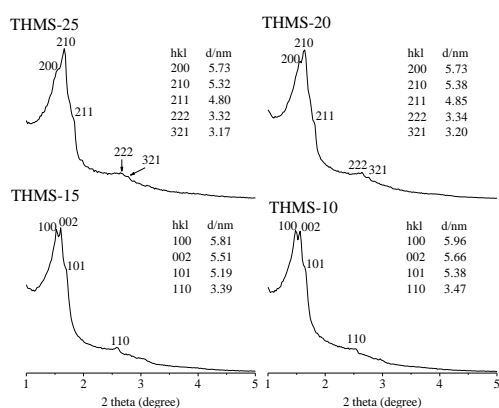 THMS-25
210
200
211
222
321
hkl d/nm
200 5.73
210 5.32
211 4.80
222 3.32
321 3.17
THMS-20
210
200
211
222 321
hkl d/nm
200 5.73
210 5.38
211 4.85
222 3.34
321 3.20
THMS-15
100 002
101
110
hkl d/nm
100 5.81
002 5.51
101 5.19
110 3.39
1 2 3 4 5
2 theta (degree)
THMS-10
100 002
101
110
hkl d/nm
100 5.96
002 5.66
101 5.38
110 3.47
1 2 3 4 5
2 theta (degree)